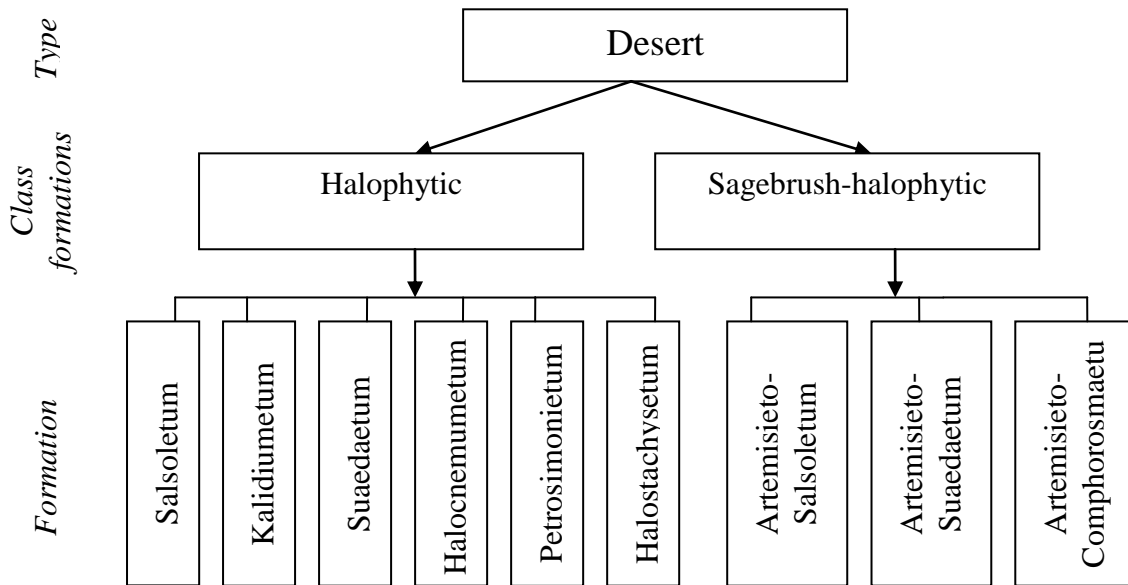 Type
Desert
Class
formations
Halophytic
Sagebrush-halophytic
Formation
Salsoletum
Kalidiumetum
Suaedaetum
Halocnemumetum
Petrosimonietum
Halostachysetum
Artemisieto-
Salsoletum
Artemisieto-
Suaedaetum
Artemisieto-
Comphorosmaetu